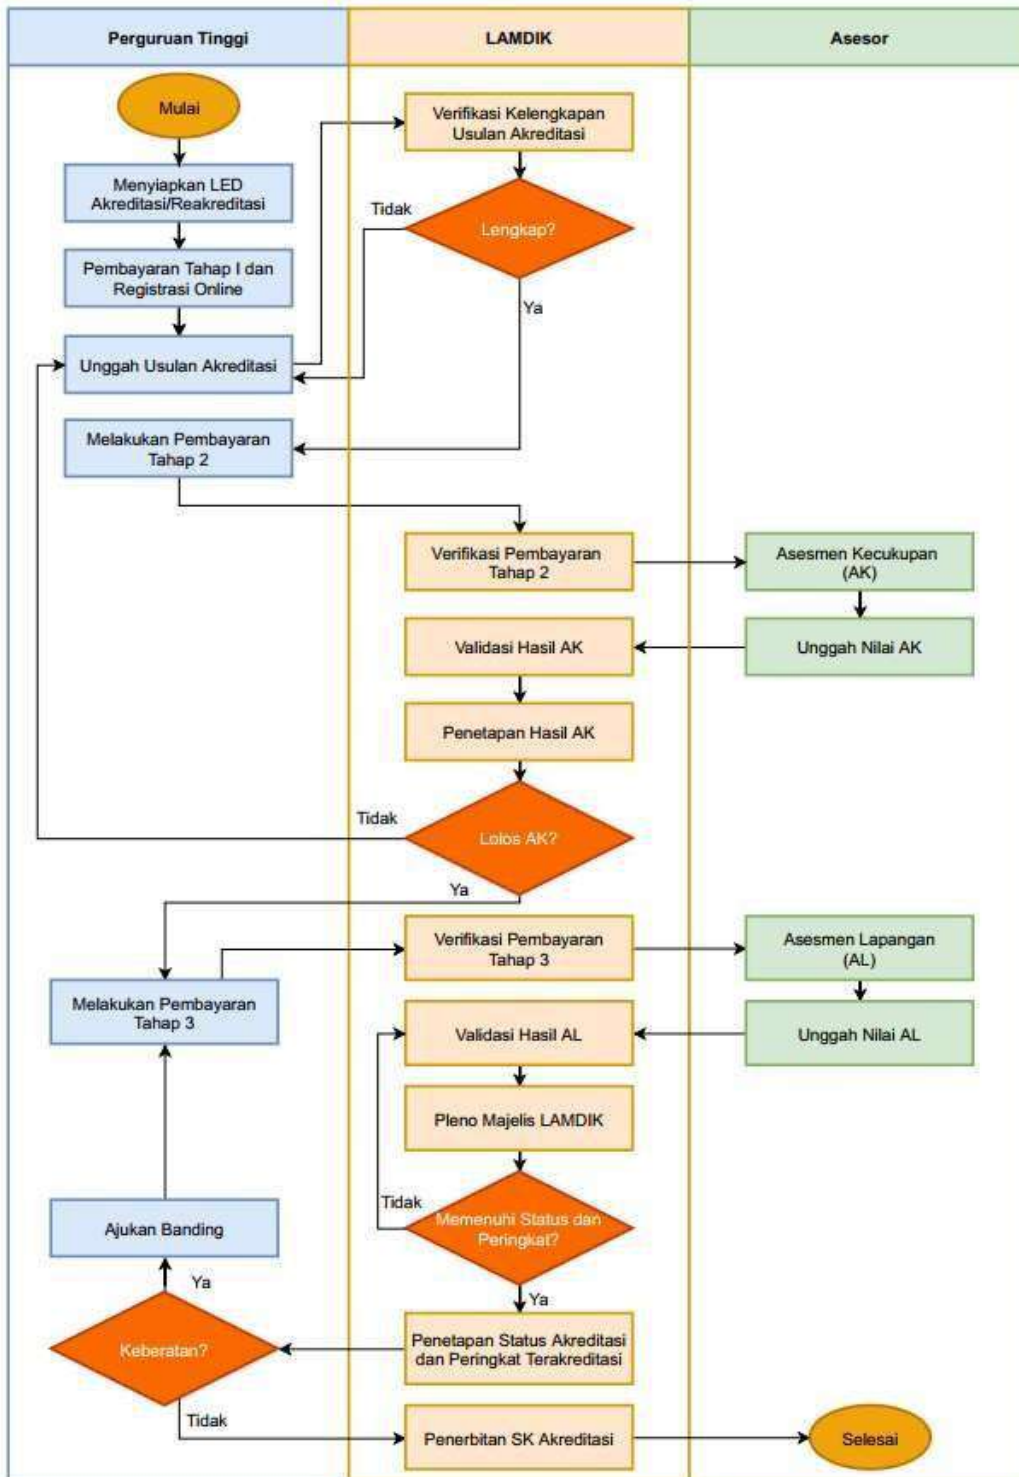 Perguruan Tinggi
LAMDIK
Asesor
Mulai
Verifikasi Kelengkapan
Usulan Akreditasi
Menyiapkan LED
Akreditasi/Reakreditasi
Tidak
Lengkap?
Pembayaran Tahap I dan
Registrasi Online
Ya
Unggah Usulan Akreditasi
Melakukan Pembayaran
Tahap 2
Verifikasi Pembayaran
Tahap 2
Asesmen Kecukupan
(AK)
Validasi Hasil AK
Unggah Nilai AK
Penetapan Hasil AK
Tidak
Lolos AK?
Ya
Verifikasi Pembayaran
Tahap 3
Asesmen Lapangan
(AL)
Melakukan Pembayaran
Tahap 3
Validasi Hasil AL
Unggah Nilai AL
Pleno Majelis LAMDIK
Tidak
Memenuhi Status dan
Peringkat?
Ajukan Banding
Ya
Ya
Keberatan?
Penetapan Status Akreditasi
dan Peringkat Terakreditasi
Tidak
Penerbitan SK Akreditasi
Selesai